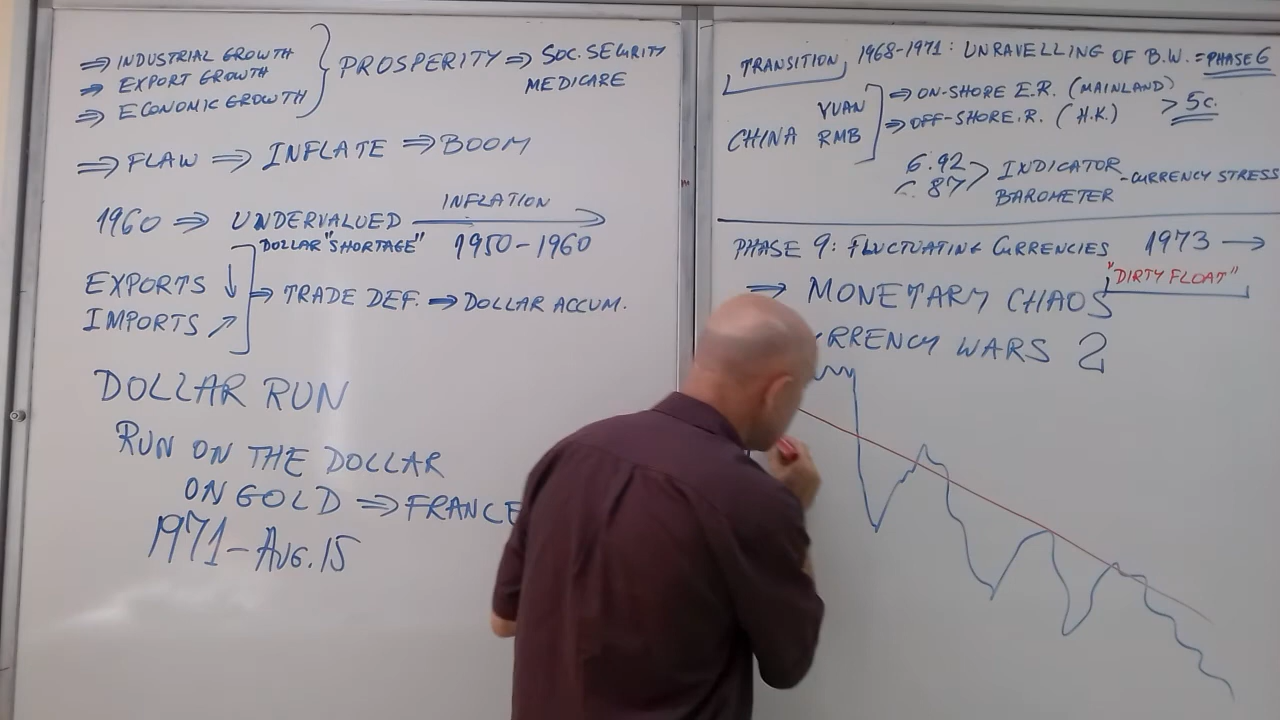 ⇒ INDUSTRIAL GROWTH
⇒ EXPORT GROWTH
⇒ ECONOMIC GROWTH
} PROSPERITY ⇒ SOC. SECURITY
MEDICARE
⇒ FLAW ⇒ INFLATE ⇒ BOOM
1960 ⇒ UNDERVALUED INFLATION
DOLLAR "SHORTAGE" 1950-1960
EXPORTS ↓
IMPORTS ↗
⇒ TRADE DEF. ⇒ DOLLAR ACCUM.
DOLLAR RUN
RUN ON THE DOLLAR
ON GOLD ⇒ FRANCE
1971 - AUG. 15
TRANSITION, 1968-1971: UNRAVELLING OF B.W. = PHASE 6
CHINA YUAN
RMB
⇒ ON-SHORE E.R. (MAINLAND)
⇒ OFF-SHORE.R. (H.K.)
> 5c.
6.92
87 > INDICATOR
BAROMETER
- CURRENCY STRESS
PHASE 9: FLUCTUATING CURRENCIES 1973 →
"DIRTY FLOAT"
⇒ MONETARY CHAOS
RRENCY WARS 2